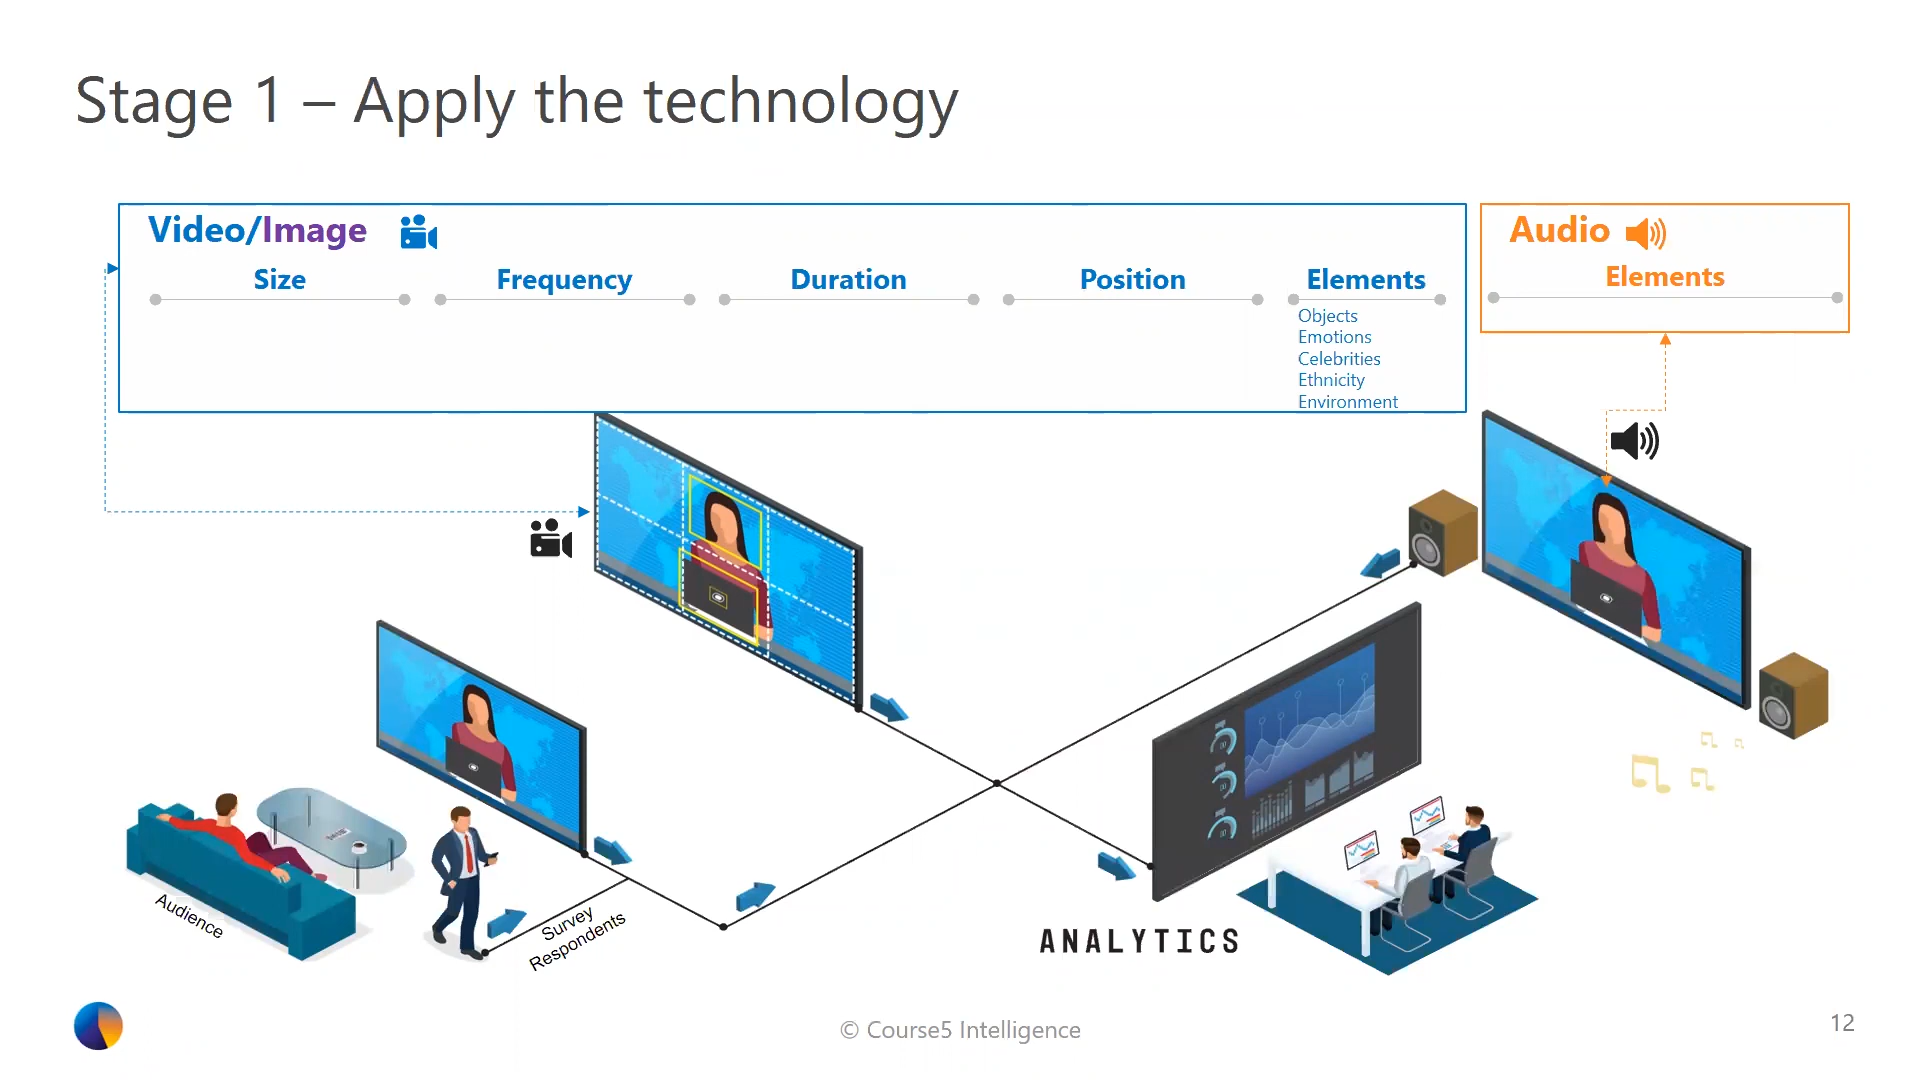 Stage 1 – Apply the technology
Video/Image
Audio
Size
Frequency
Duration
Position
Elements
Elements
Objects
Emotions
Celebrities
Ethnicity
Environment
Audience
Survey
Respondents
ANALYTICS
© Course5 Intelligence
12